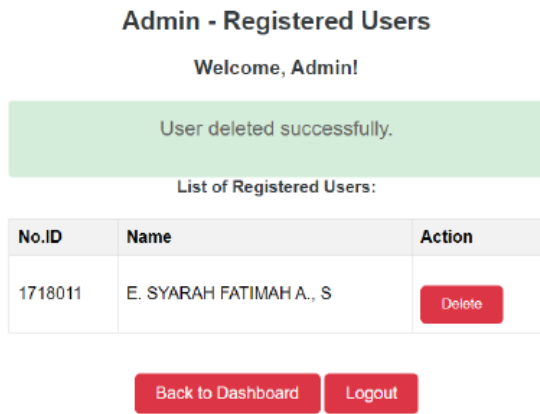 Admin - Registered Users
Welcome, Admin!
User deleted successfully.
List of Registered Users:
No.ID Name Action
1718011 E. SYARAH FATIMAH A., S Delete
Back to Dashboard Logout